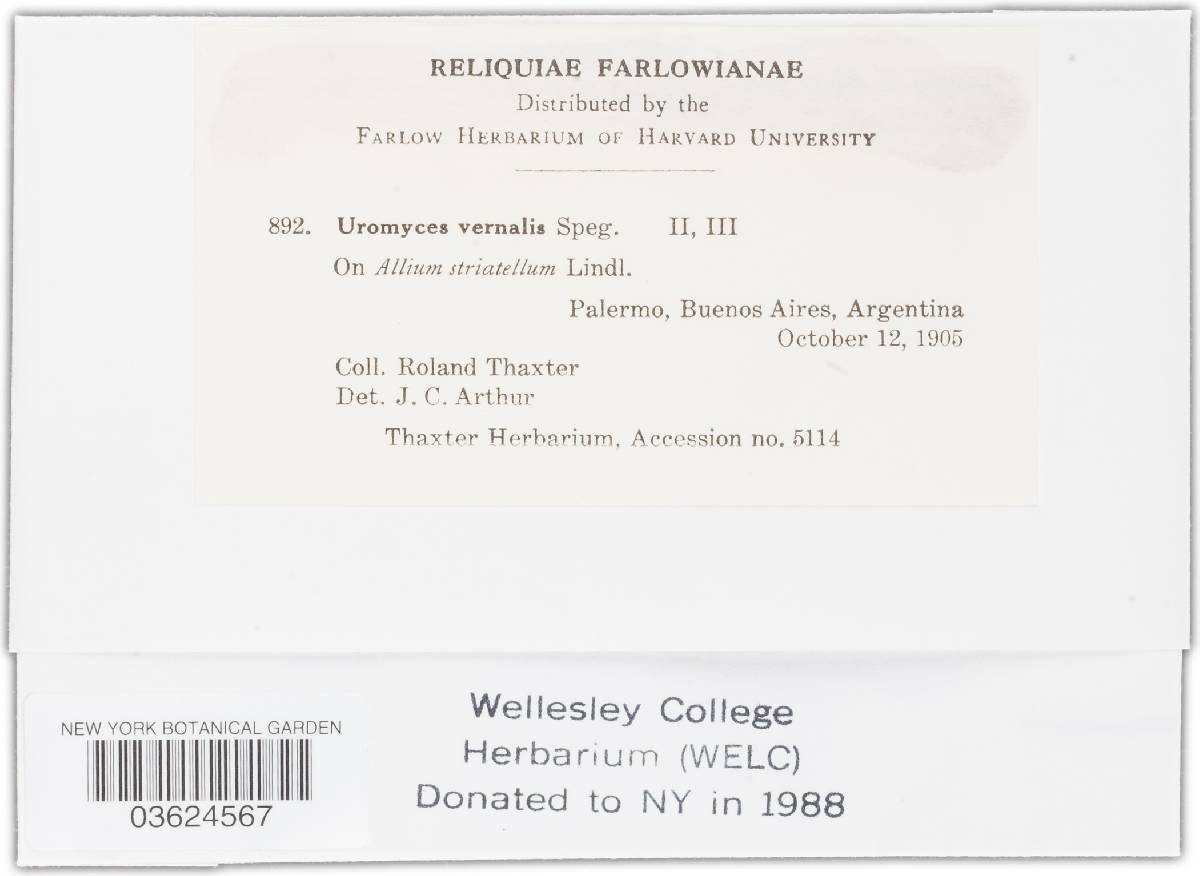 RELIQUIAE FARLOWIANAE
Distributed by the
FARLOW HERBARIUM OF HARVARD UNIVERSITY
892. Uromyces vernalis Speg. II, III
On Allium striatellum Lindl.
Palermo, Buenos Aires, Argentina
October 12, 1905
Coll. Roland Thaxter
Det. J. C. Arthur
Thaxter Herbarium, Accession no. 5114
Wellesley College
Herbarium (WELC)
Donated to NY in 1988
NEW YORK BOTANICAL GARDEN
03624567